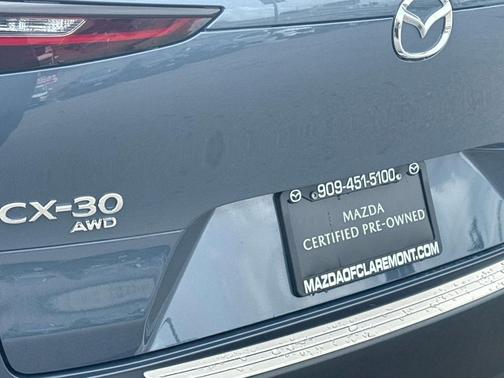 CX-30
AWD
909-451-5100
MAZDA
CERTIFIED PRE-OWNED
MAZDAOFCLAREMONT.COM